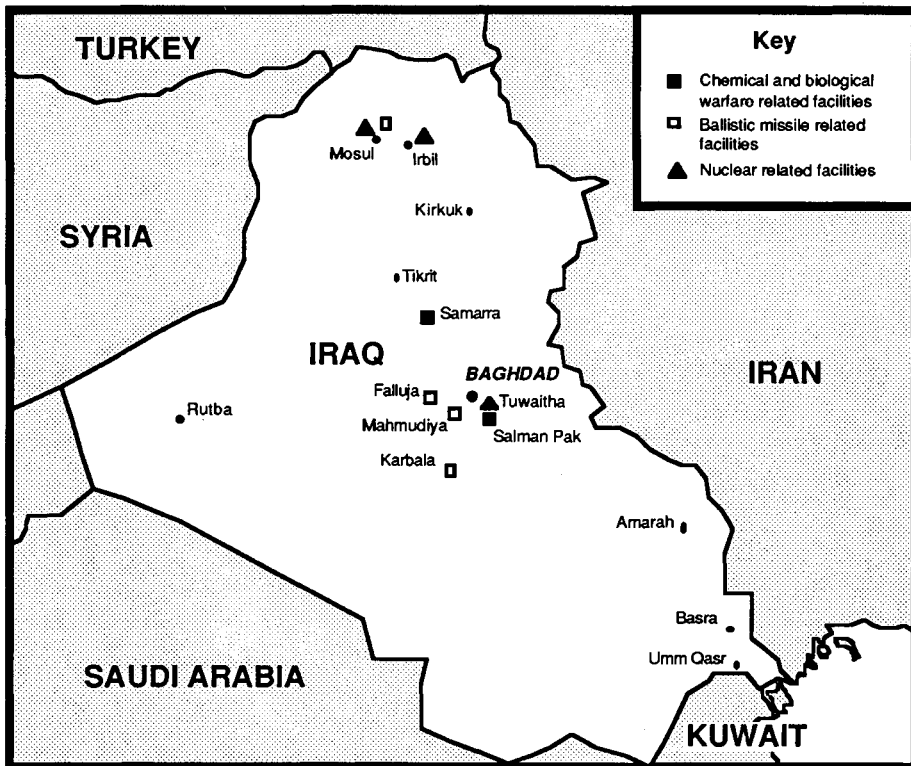 TURKEY
Key
Chemical and biological
warfaro related facilities
Ballistic missile related
facilities
Nuclear related facilities
Mosul
Irbil
SYRIA
Kirkuk
Tikrit
Samarra
IRAQ
BAGHDAD
IRAN
Falluja
Tuwaitha
Rutba
Mahmudiya
Salman Pak
Karbala
Amarah
Basra
Umm Qasr
SAUDI ARABIA
KUWAIT